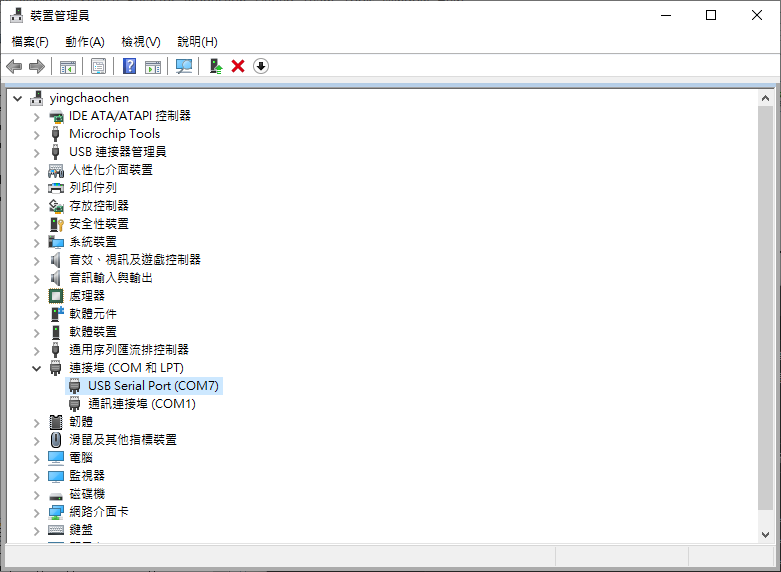 裝置管理員
檔案(F) 動作(A) 檢視(V) 說明(H)
yingchaochen
IDE ATA/ATAPI 控制器
Microchip Tools
USB 連接器管理員
人性化介面裝置
列印佇列
存放控制器
安全性裝置
系統裝置
音效、視訊及遊戲控制器
音訊輸入與輸出
處理器
軟體元件
軟體裝置
通用序列匯流排控制器
連接埠 (COM 和 LPT)
USB Serial Port (COM7)
通訊連接埠 (COM1)
韌體
滑鼠及其他指標裝置
電腦
監視器
磁碟機
網路介面卡
鍵盤